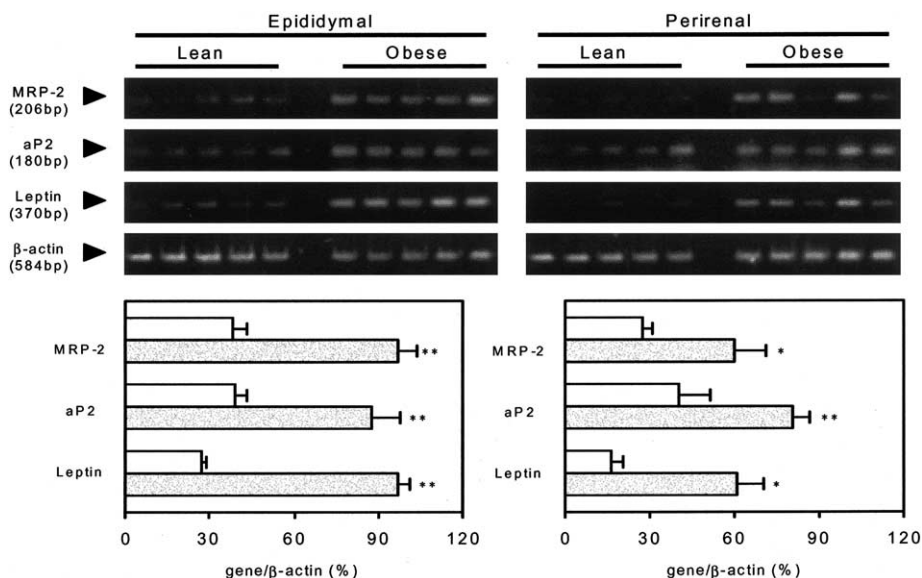 Epididymal Perirenal
Lean Obese Lean Obese
MRP-2
(206bp)
aP2
(180bp)
Leptin
(370bp)
β-actin
(584bp)
MRP-2 **
aP2 **
Leptin **
0 30 60 90 120
gene/β-actin (%)
MRP-2 *
aP2 **
Leptin *
0 30 60 90 120
gene/β-actin (%)